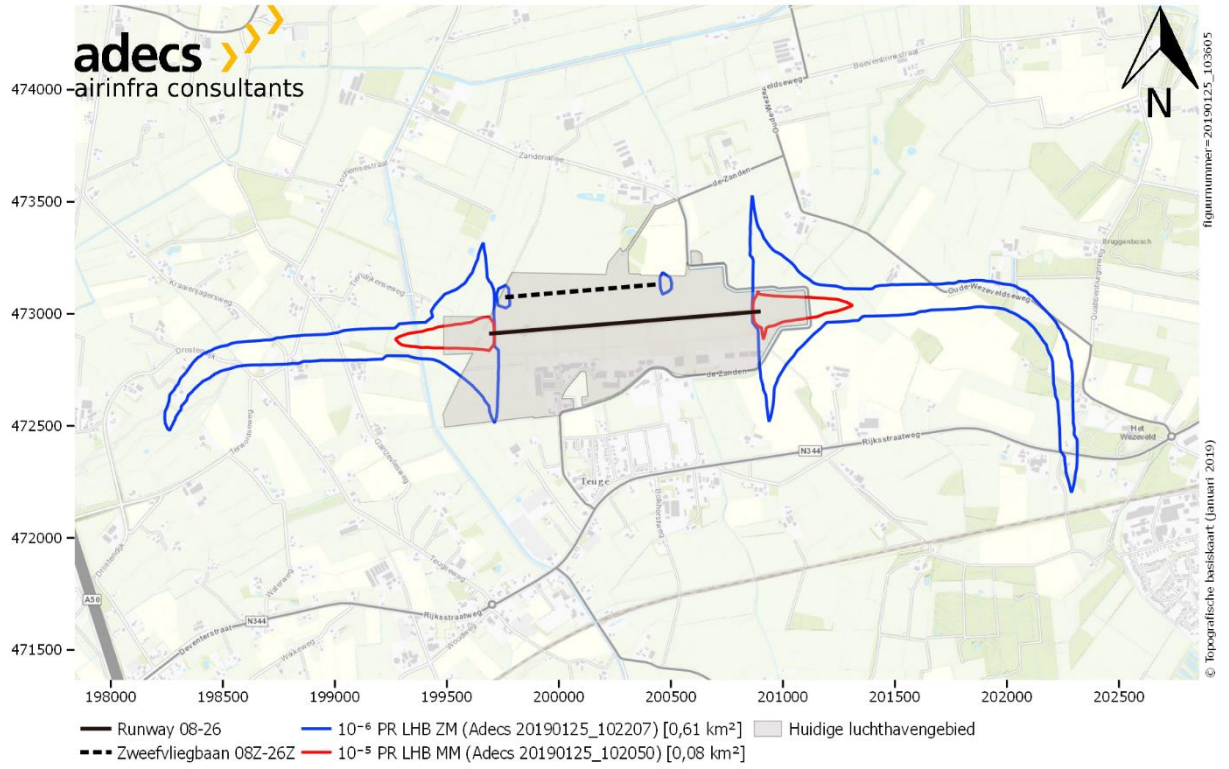 adecs
airinfra consultants
N
figuurnummer=20190125_103605
© Topografische basiskaart (januari 2019)
474000
473500
473000
472500
472000
471500
198000
198500
199000
199500
200000
200500
201000
201500
202000
202500
Zanderallee
de-Zanden
Oude-Wezeveldseweg
Bruggenbosch
de-Zanden
Teuge
N344
Rijksstraatweg
Het
Wezeveld
A50
N344
Rijksstraatweg
Deventerstraat
Runway 08-26
10⁻⁶ PR LHB ZM (Adecs 20190125_102207) [0,61 km²]
Huidige luchthavengebied
Zweefvliegbaan 08Z-26Z
10⁻⁵ PR LHB MM (Adecs 20190125_102050) [0,08 km²]